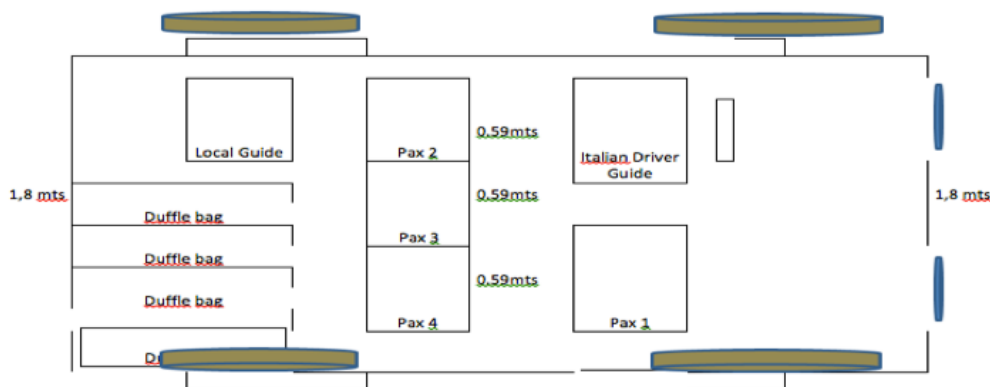 0.59mts
Local Guide
Pax 2
Italian Driver
Guide
1,8 mts
0.59mts
1,8 mts
Duffle bag
Pax 3
Duffle bag
0.59mts
Duffle bag
Pax 4
Pax 1